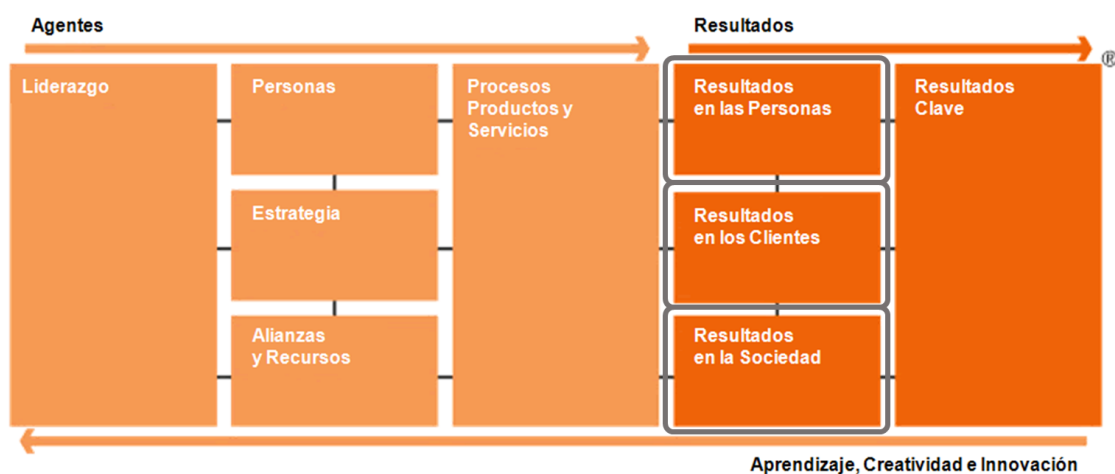 Agentes
Resultados
®
Liderazgo
Personas
Procesos
Productos y
Servicios
Resultados
en las Personas
Resultados
Clave
Estrategia
Resultados
en los Clientes
Alianzas
y Recursos
Resultados
en la Sociedad
Aprendizaje, Creatividad e Innovación